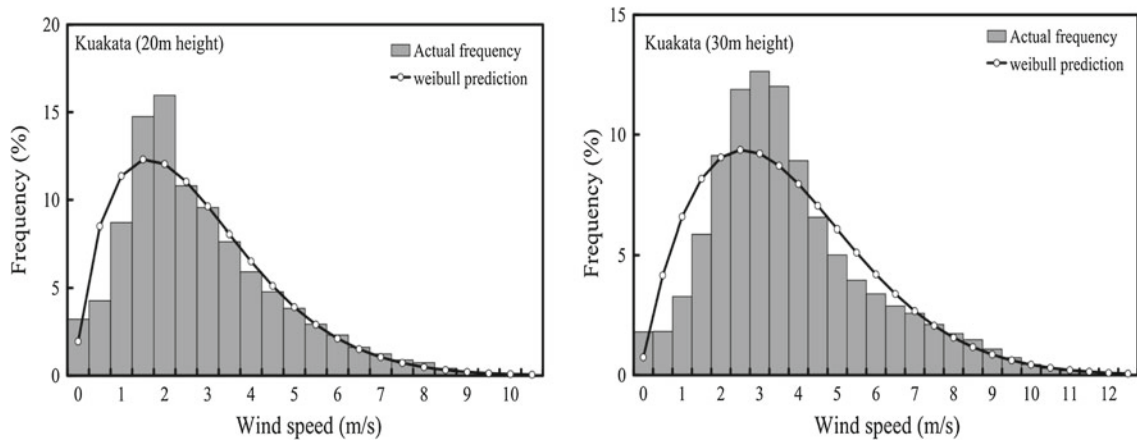 20
15
10
5
0
Frequency (%)
Kuakata (20m height)
Actual frequency
weibull prediction
0 1 2 3 4 5 6 7 8 9 10
Wind speed (m/s)
15
10
5
0
Frequency (%)
Kuakata (30m height)
Actual frequency
weibull prediction
0 1 2 3 4 5 6 7 8 9 10 11 12
Wind speed (m/s)